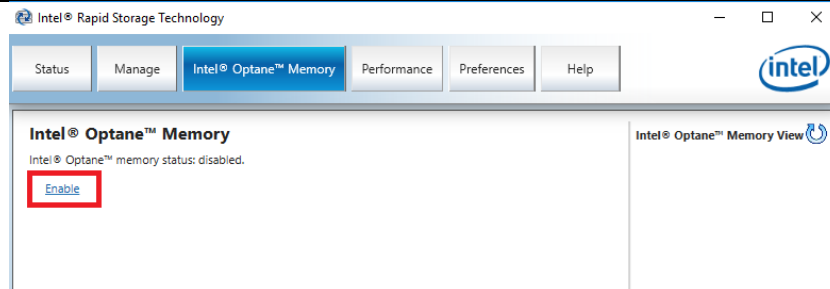 Intel® Rapid Storage Technology
Status Manage Intel® Optane™ Memory Performance Preferences Help
intel
Intel® Optane™ Memory
Intel® Optane™ memory status: disabled.
Enable
Intel® Optane™ Memory View